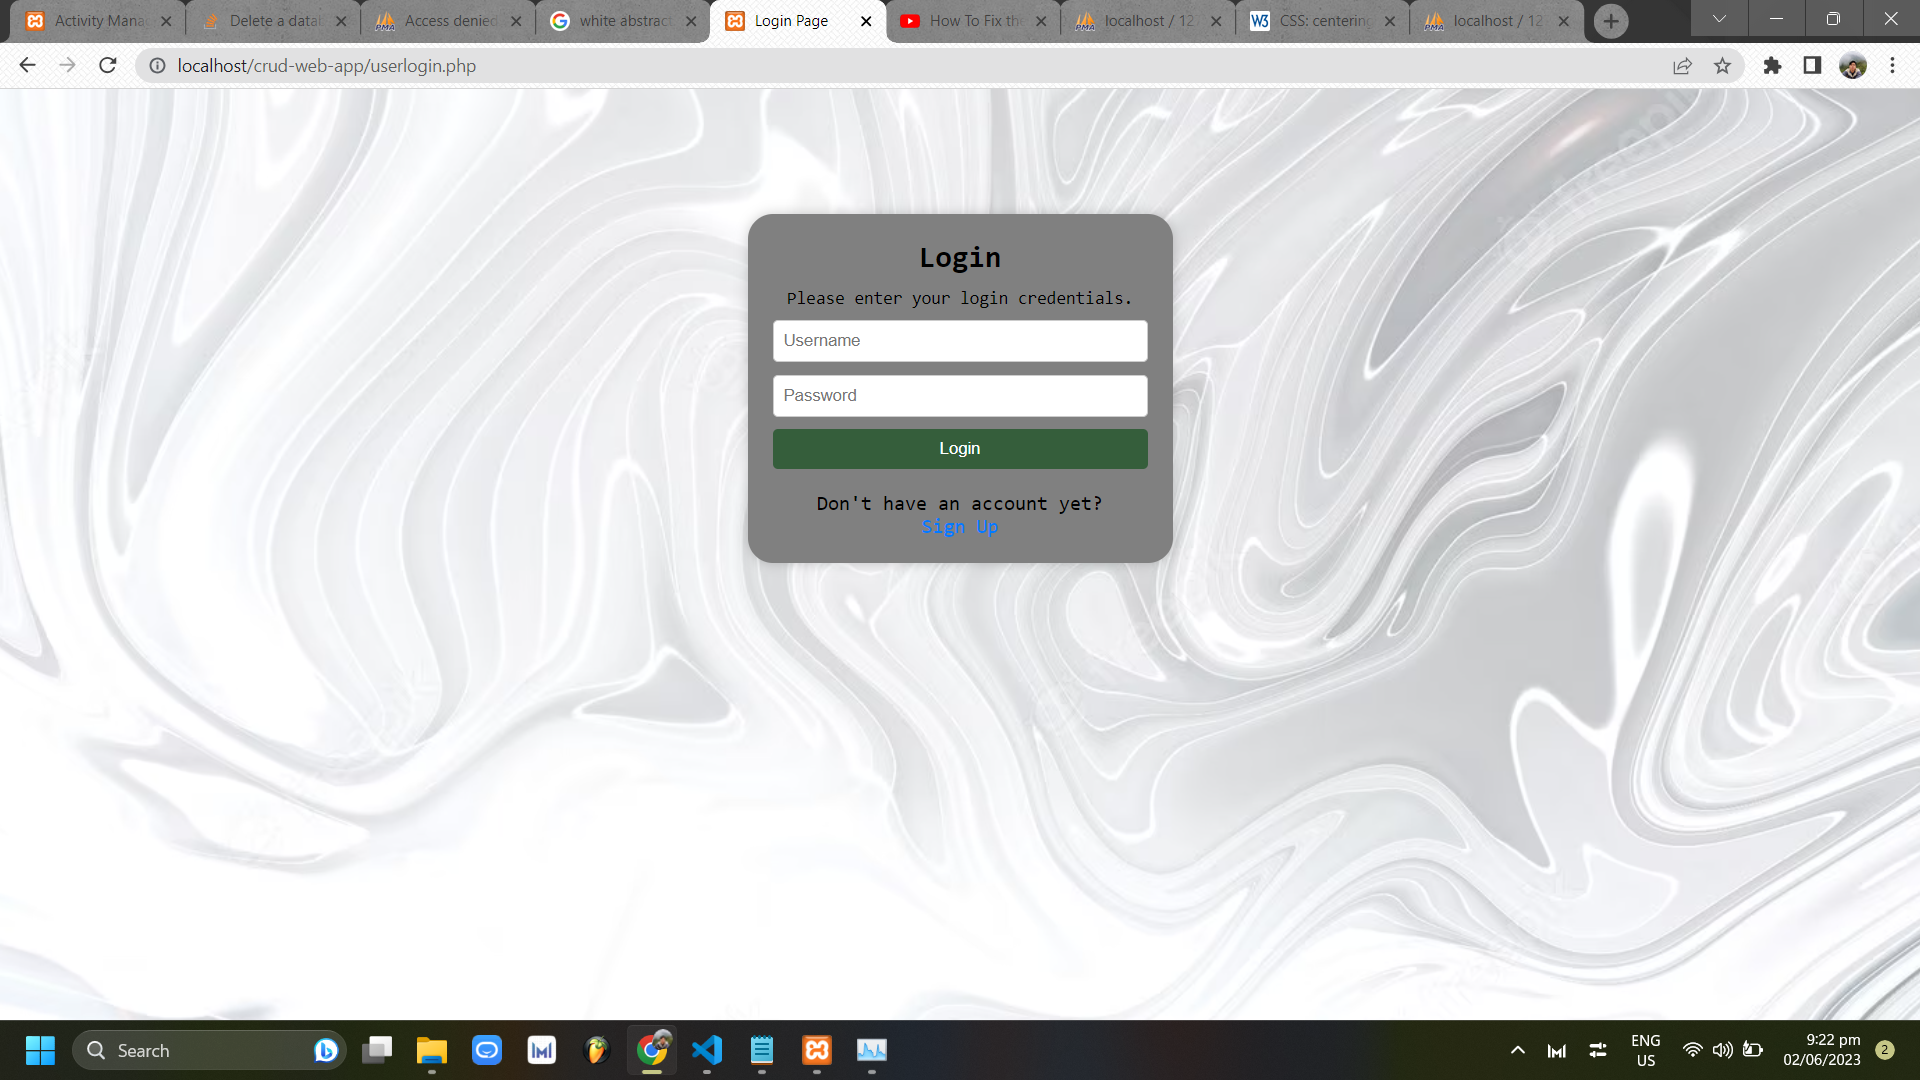 Activity Mana
Delete a datal
Access denied
white abstract
Login Page
How To Fix the
localhost / 12
CSS: centering
localhost / 12
localhost/crud-web-app/userlogin.php
Login
Please enter your login credentials.
Username
Password
Login
Don't have an account yet?
Sign Up
Search
ENG
US
9:22 pm
02/06/2023
2